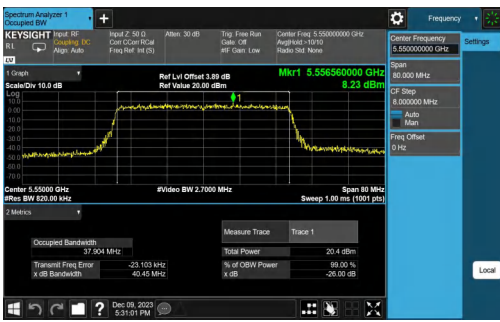 Spectrum Analyzer 1
Occupied BW
+
Frequency
KEYSIGHT Input: RF
RL
Coupling: DC
Align: Auto
Input Z: 50 Ω
Corr CCorr RCal
Freq Ref: Int (S)
Atten: 30 dB
Trig: Free Run
Gate: Off
#IF Gain: Low
Center Freq: 5.550000000 GHz
Avg|Hold:>10/10
Radio Std: None
Center Frequency
5.550000000 GHz
Settings
Span
80.000 MHz
CF Step
8.000000 MHz
Auto
Man
Freq Offset
0 Hz
Local
1 Graph
Scale/Div 10.0 dB
Ref Lvl Offset 3.89 dB
Ref Value 20.00 dBm
Mkr1 5.556560000 GHz
8.23 dBm
Log
10.0
0.00
-10.0
-20.0
-30.0
-40.0
-50.0
-60.0
-70.0
1
Center 5.55000 GHz
#Res BW 820.00 kHz
#Video BW 2.7000 MHz
Span 80 MHz
Sweep 1.00 ms (1001 pts)
2 Metrics
Measure Trace Trace 1
Occupied Bandwidth
37.904 MHz
Total Power 20.4 dBm
Transmit Freq Error -23.103 kHz
% of OBW Power 99.00 %
x dB Bandwidth 40.45 MHz
x dB -26.00 dB
?
Dec 09, 2023
5:31:01 PM